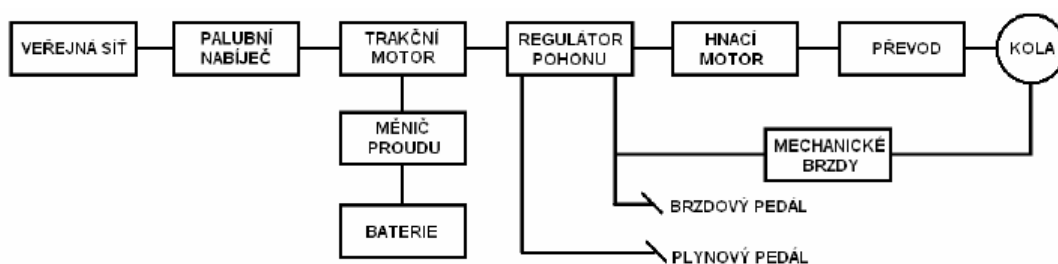 VEŘEJNÁ SÍŤ
PALUBNÍ
NABÍJEČ
TRAKČNÍ
MOTOR
REGULÁTOR
POHONU
HNACÍ
MOTOR
PŘEVOD
KOLA
MĚNIČ
PROUDU
MECHANICKÉ
BRZDY
BATERIE
BRZDOVÝ PEDÁL
PLYNOVÝ PEDÁL